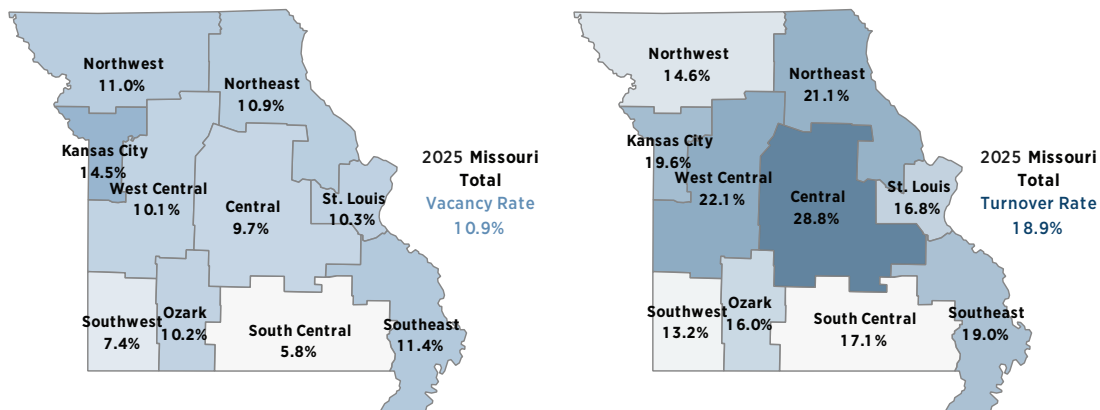 Northwest
11.0%
Northeast
10.9%
Kansas City
14.5%
West Central
10.1%
Central
9.7%
St. Louis
10.3%
Southwest
7.4%
Ozark
10.2%
South Central
5.8%
Southeast
11.4%
2025 Missouri
Total
Vacancy Rate
10.9%
Northwest
14.6%
Northeast
21.1%
Kansas City
19.6%
West Central
22.1%
Central
28.8%
St. Louis
16.8%
Southwest
13.2%
Ozark
16.0%
South Central
17.1%
Southeast
19.0%
2025 Missouri
Total
Turnover Rate
18.9%